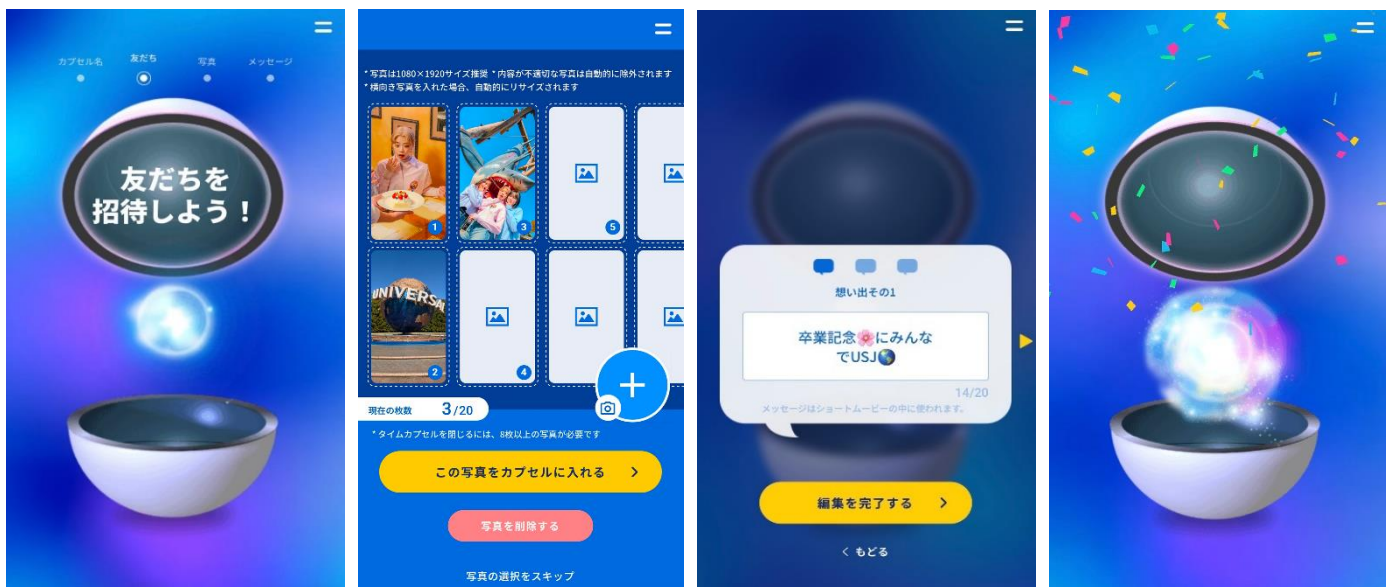 カプセル名
友だち
写真
メッセージ
友だちを
招待しよう！
*写真は1080×1920サイズ推奨 *内容が不適切な写真は自動的に除外されます
*横向き写真を入れた場合、自動的にリサイズされます
1
3
5
UNIVERSAL
2
4
現在の枚数 3/20
*タイムカプセルを閉じるには、8枚以上の写真が必要です
この写真をカプセルに入れる
写真を削除する
写真の選択をスキップ
想い出その1
卒業記念🌸にみんな
でUSJ🌎
14/20
メッセージはショートムービーの中に使われます。
編集を完了する
もどる